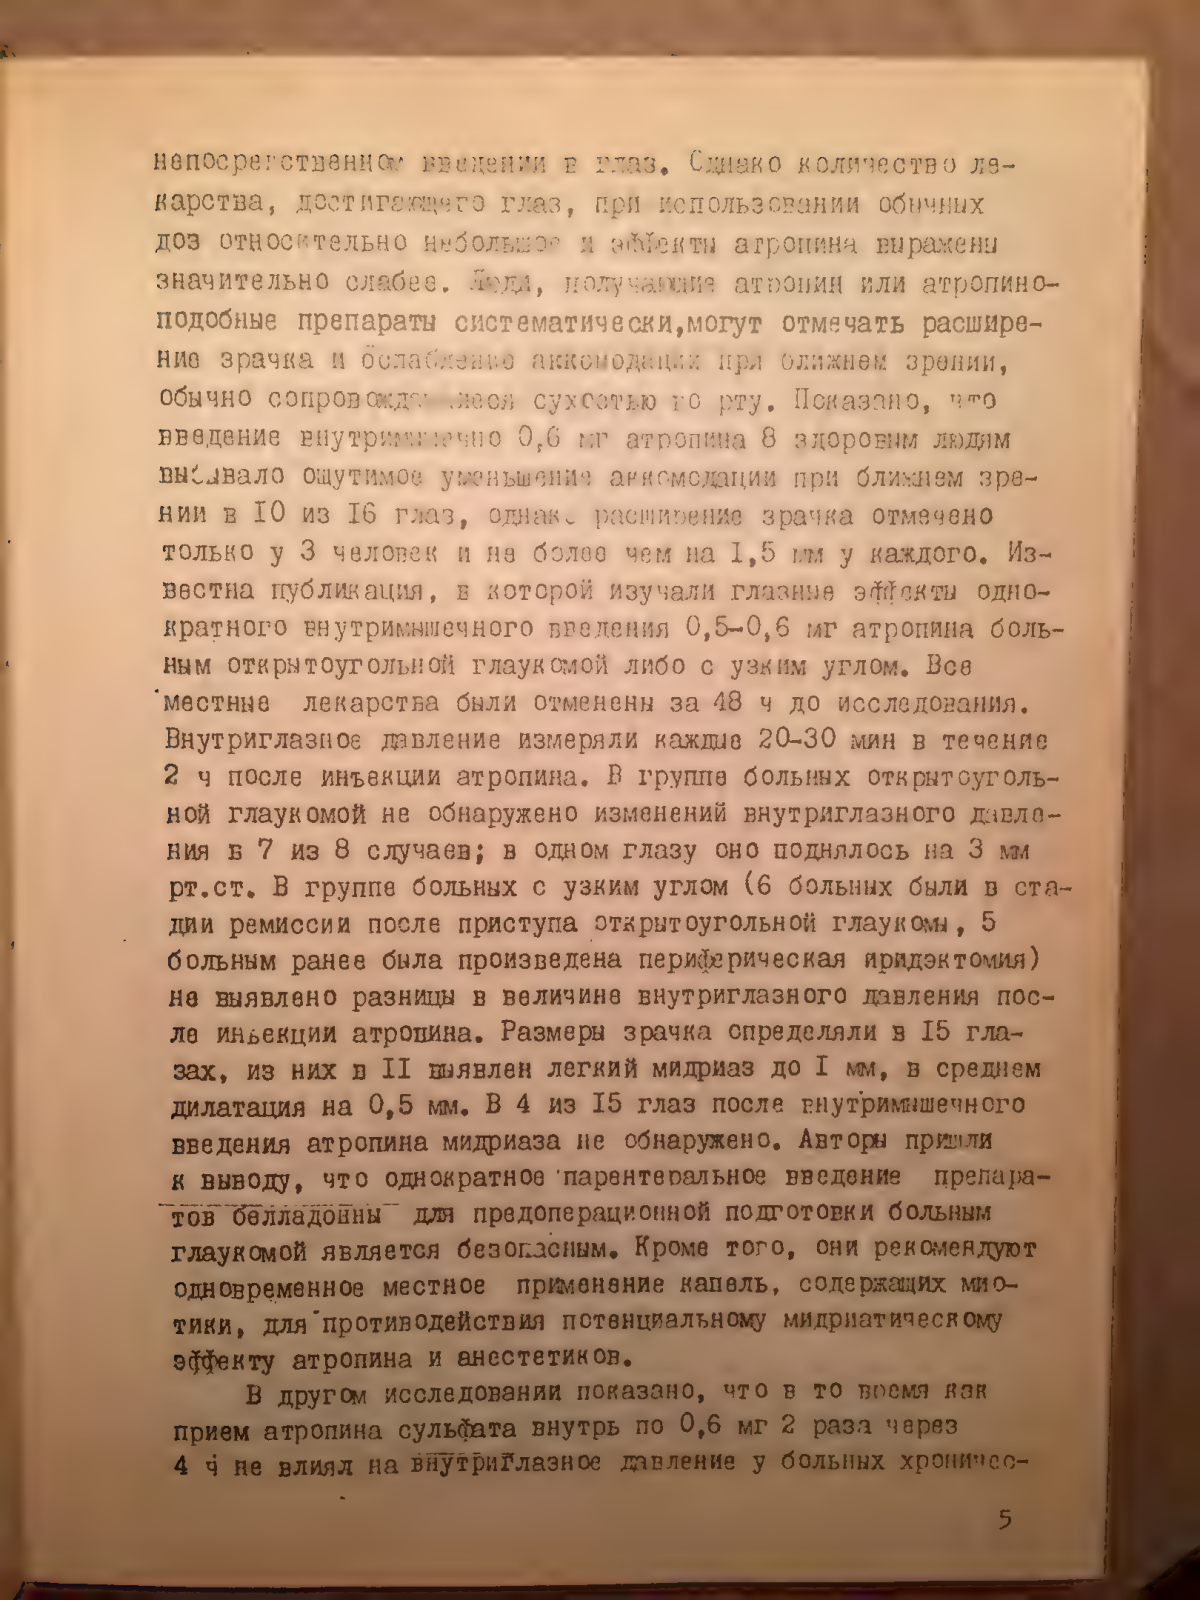 непосредственном введении в глаз. Однако количество ле-
карства, достигающего глаз, при использовании обычных
доз относительно небольшое и эффекты атропина выражены
значительно слабее. Люди, получающие атропин или атропино-
подобные препараты систематически,могут отмечать расшире-
ние зрачка и ослабление аккомодации при ближнем зрении,
обычно сопровождающееся сухостью во рту. Показано, что
введение внутримышечно 0,6 мг атропина 8 здоровым людям
вызывало ощутимое уменьшение аккомодации при ближнем зре-
нии в IO из I6 глаз, однако расширение зрачка отмечено
только у 3 человек и не более чем на I,5 мм у каждого. Из-
вестна публикация, в которой изучали глазные эффекты одно-
кратного внутримышечного введения 0,5-0,6 мг атропина боль-
ным открытоугольной глаукомой либо с узким углом. Все
местные лекарства были отменены за 48 ч до исследования.
Внутриглазное давление измеряли каждые 20-30 мин в течение
2 ч после инъекции атропина. В группе больных открытоуголь-
ной глаукомой не обнаружено изменений внутриглазного давле-
ния в 7 из 8 случаев; в одном глазу оно поднялось на 3 мм
рт.ст. В группе больных с узким углом (6 больных были в ста-
дии ремиссии после приступа открытоугольной глаукомы, 5
больным ранее была произведена периферическая иридэктомия)
не выявлено разницы в величине внутриглазного давления пос-
ле инъекции атропина. Размеры зрачка определяли в I5 гла-
зах, из них в II выявлен легкий мидриаз до I мм, в среднем
дилатация на 0,5 мм. В 4 из I5 глаз после внутримышечного
введения атропина мидриаза не обнаружено. Авторы пришли
к выводу, что однократное парентеральное введение препара-
тов белладонны для предоперационной подготовки больным
глаукомой является безопасным. Кроме того, они рекомендуют
одновременное местное применение капель, содержащих мио-
тики, для противодействия потенциальному мидриатическому
эффекту атропина и анестетиков.
В другом исследовании показано, что в то время как
прием атропина сульфата внутрь по 0,6 мг 2 раза через
4 ч не влиял на внутриглазное давление у больных хроничес-
5